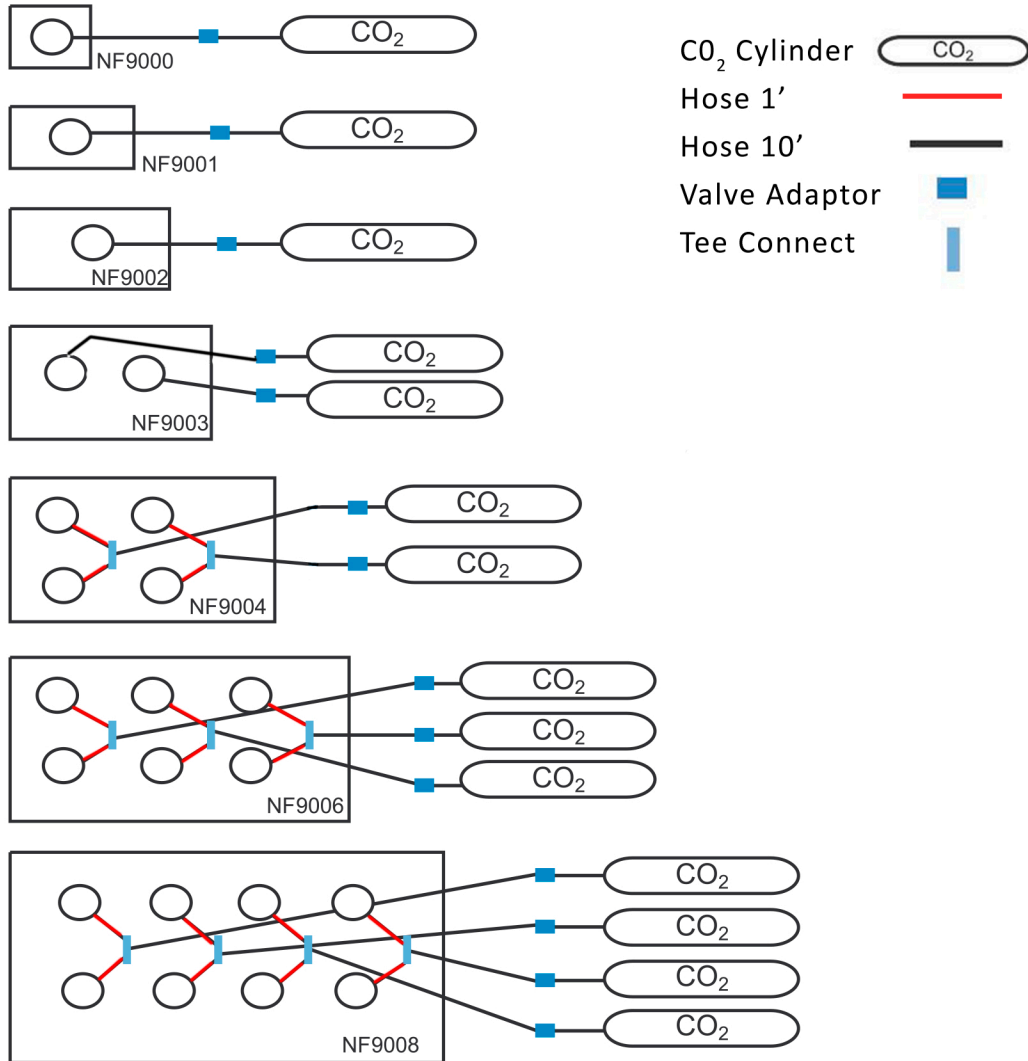 CO₂
NF9000
CO₂
NF9001
CO₂
NF9002
CO₂
CO₂
NF9003
CO₂
CO₂
NF9004
CO₂
CO₂
CO₂
NF9006
CO₂
CO₂
CO₂
CO₂
NF9008
C0₂ Cylinder CO₂
Hose 1’
Hose 10’
Valve Adaptor
Tee Connect